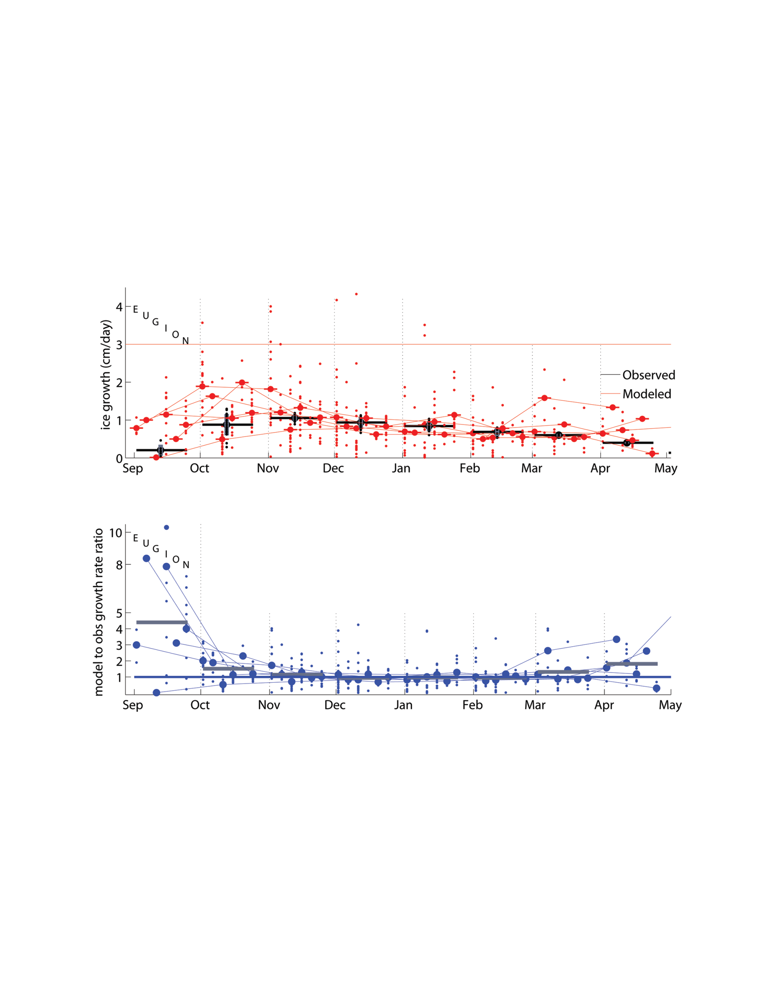 ice growth (cm/day)
4
3
2
1
0
E
U
G
I
O
N
Observed
Modeled
Sep Oct Nov Dec Jan Feb Mar Apr May
model to obs growth rate ratio
10
8
5
4
3
2
1
E
U
G
I
O
N
Sep Oct Nov Dec Jan Feb Mar Apr May